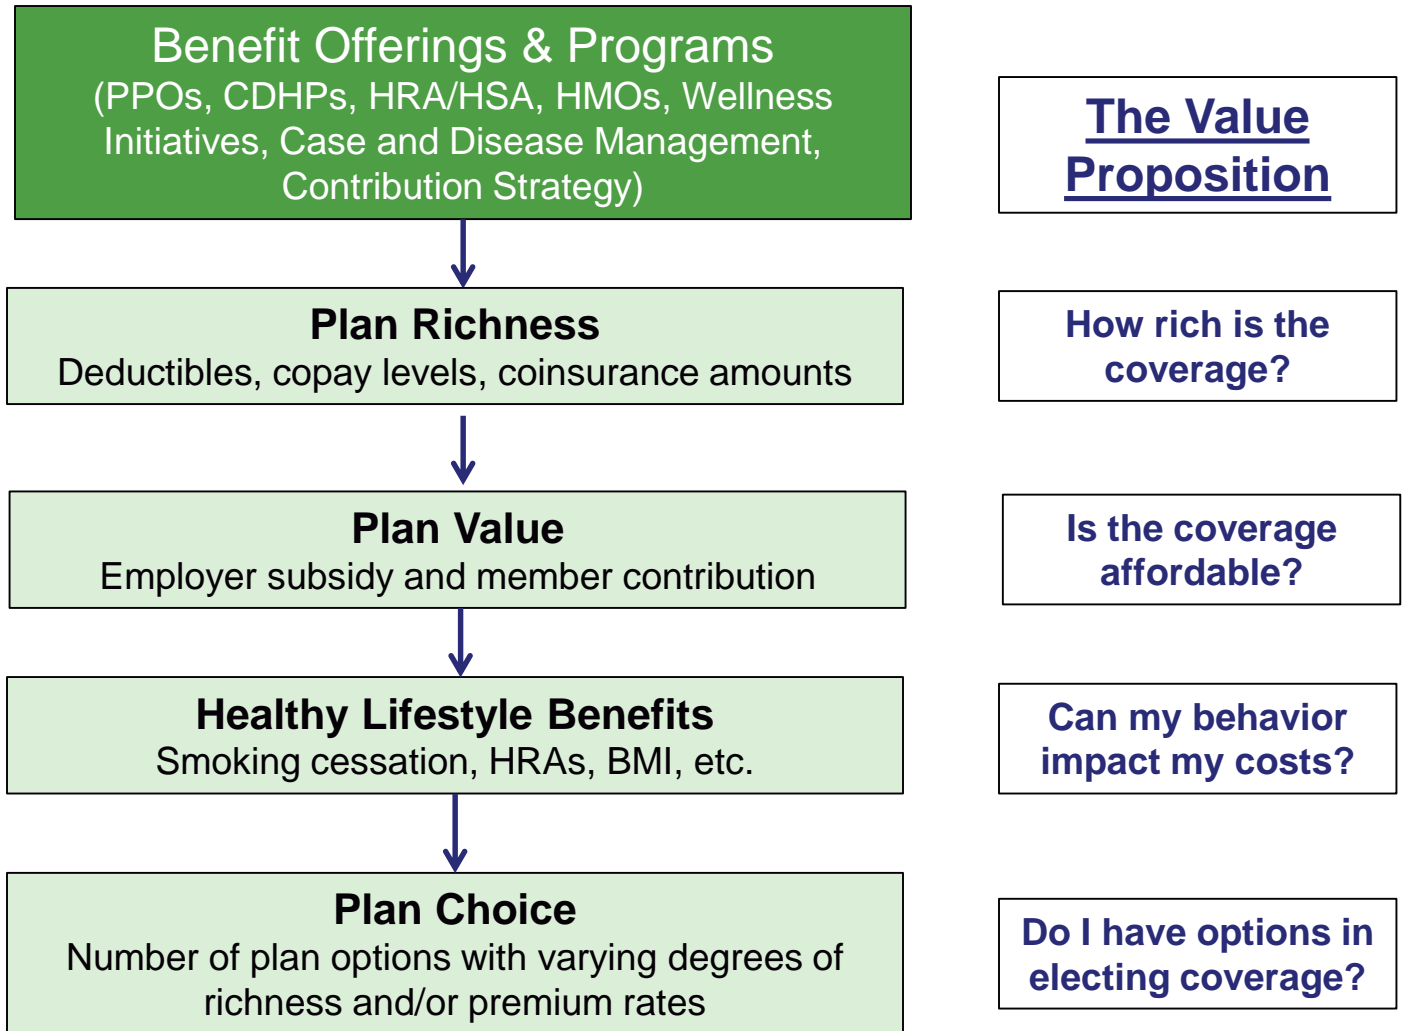 Benefit Offerings & Programs
(PPOs, CDHPs, HRA/HSA, HMOs, Wellness
Initiatives, Case and Disease Management,
Contribution Strategy)
The Value
Proposition
Plan Richness
Deductibles, copay levels, coinsurance amounts
How rich is the
coverage?
Plan Value
Employer subsidy and member contribution
Is the coverage
affordable?
Healthy Lifestyle Benefits
Smoking cessation, HRAs, BMI, etc.
Can my behavior
impact my costs?
Plan Choice
Number of plan options with varying degrees of
richness and/or premium rates
Do I have options in
electing coverage?